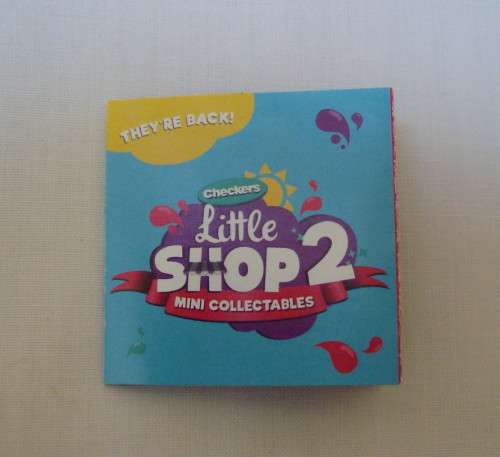 THEY'RE BACK!
Checkers
Little
SHOP 2
MINI COLLECTABLES